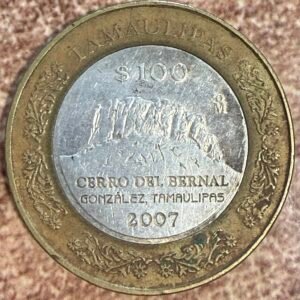 TAMAULIPAS
$100
CERRO DEL BERNAL
GONZÁLEZ, TAMAULIPAS
2007